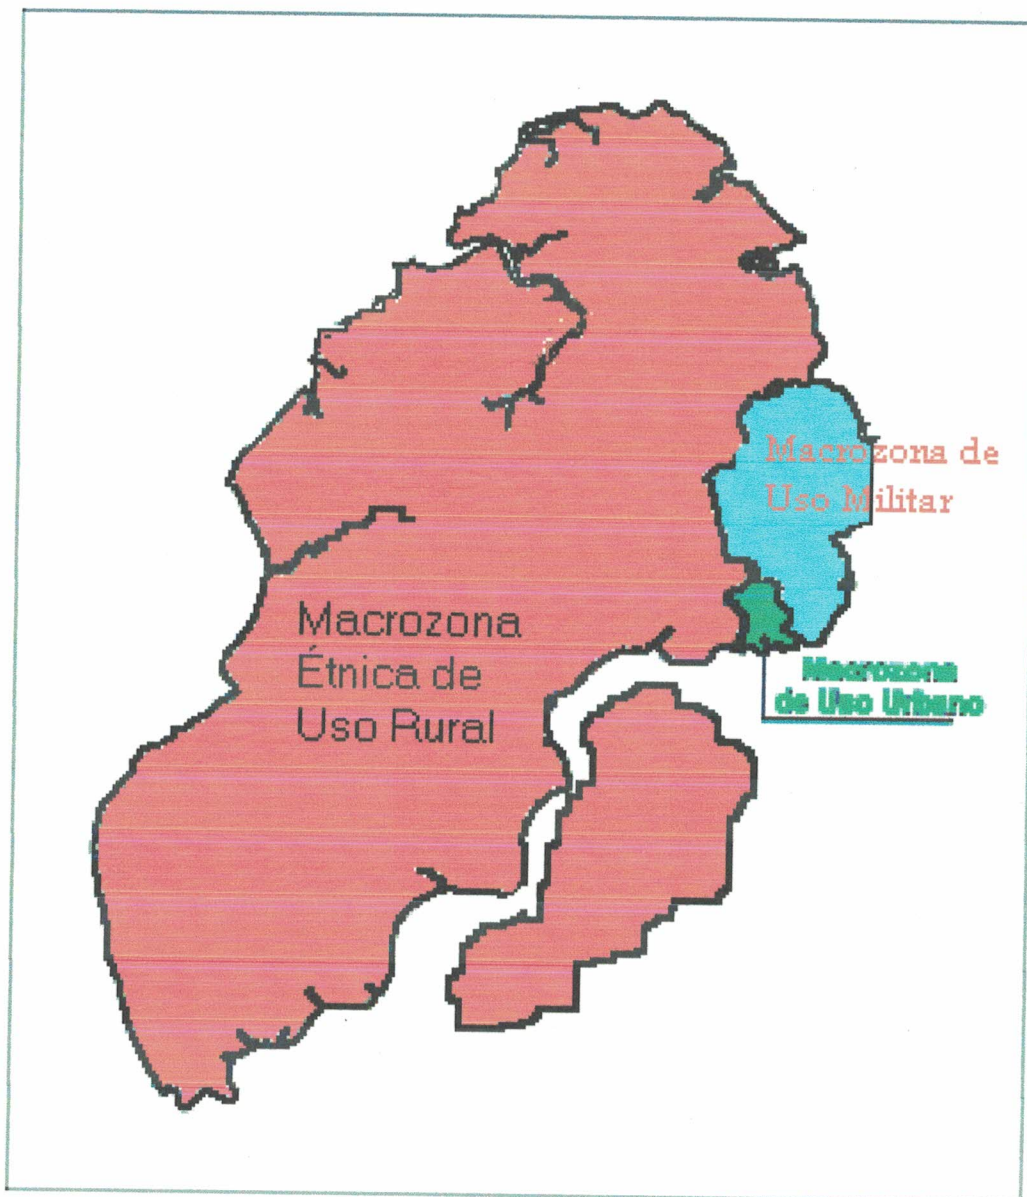 Macrozona de
Uso Militar
Macrozona
Étnica de
Uso Rural
Macrozona
de Uso Urbano